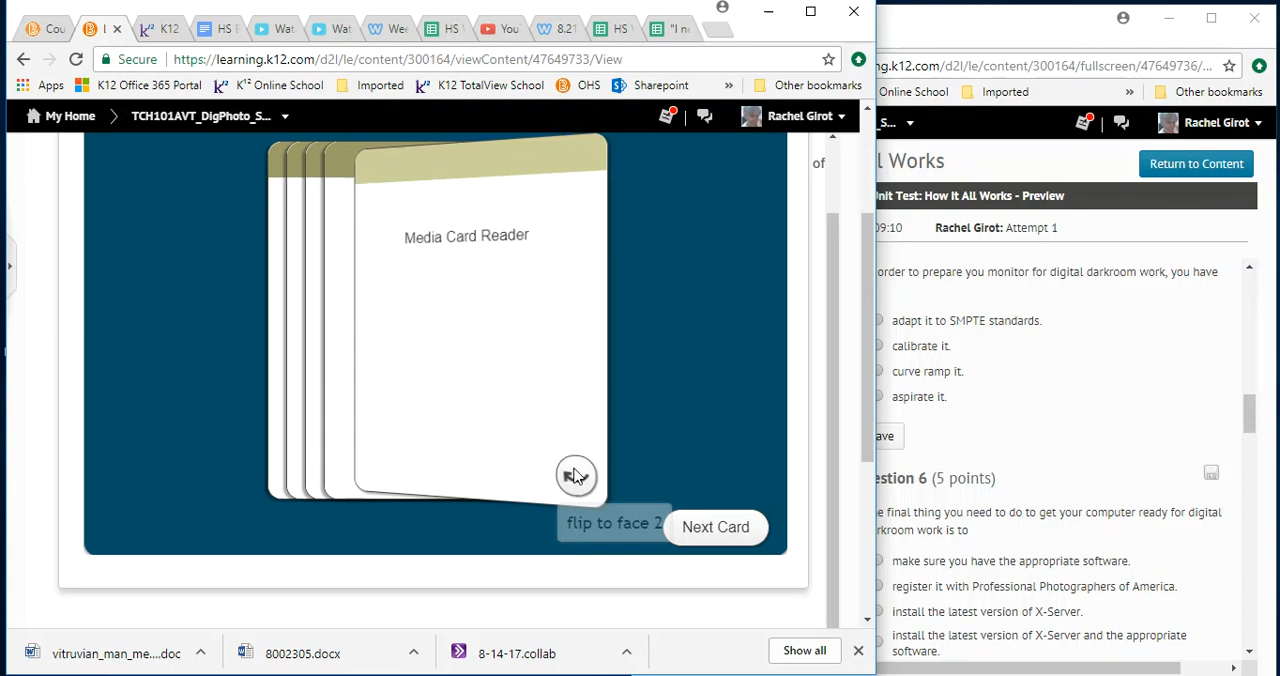 Cou
L
K12
HS E
Wat
Wat
Wee
HS V
You
8.21
HS V
"I ne
Secure
https://learning.k12.com/d2l/le/content/300164/viewContent/47649733/View
Apps
K12 Office 365 Portal
K¹² Online School
Imported
K12 TotalView School
OHS
Sharepoint
»
Other bookmarks
My Home
TCH101AVT_DigPhoto_S...
Rachel Girot
of
Media Card Reader
flip to face 2
Next Card
vitruvian_man_me....doc
8002305.docx
8-14-17.collab
Show all
ng.k12.com/d2l/le/content/300164/fullscreen/47649736/...
Online School
Imported
»
Other bookmarks
S...
Rachel Girot
l Works
Return to Content
nit Test: How It All Works - Preview
09:10
Rachel Girot: Attempt 1
order to prepare you monitor for digital darkroom work, you have
adapt it to SMPTE standards.
calibrate it.
curve ramp it.
aspirate it.
ave
estion 6 (5 points)
he final thing you need to do to get your computer ready for digital
arkroom work is to
make sure you have the appropriate software.
register it with Professional Photographers of America.
install the latest version of X-Server.
install the latest version of X-Server and the appropriate
software.